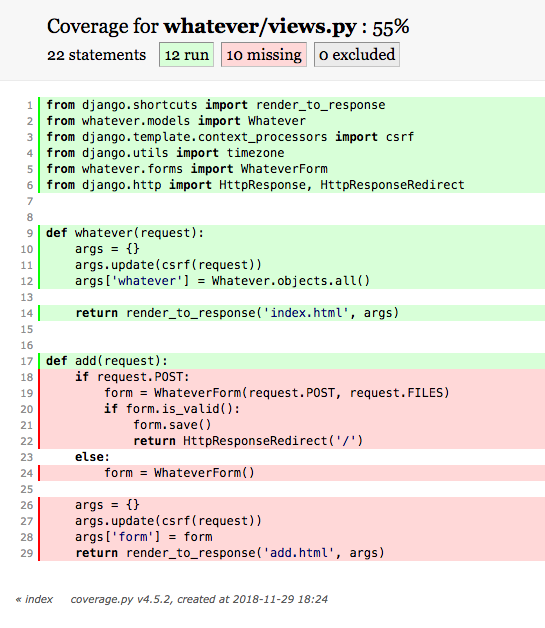 Coverage for whatever/views.py : 55%
22 statements 12 run 10 missing 0 excluded
1 from django.shortcuts import render_to_response
2 from whatever.models import Whatever
3 from django.template.context_processors import csrf
4 from django.utils import timezone
5 from whatever.forms import WhateverForm
6 from django.http import HttpResponse, HttpResponseRedirect
7
8
9 def whatever(request):
10     args = {}
11     args.update(csrf(request))
12     args['whatever'] = Whatever.objects.all()
13
14     return render_to_response('index.html', args)
15
16
17 def add(request):
18     if request.POST:
19         form = WhateverForm(request.POST, request.FILES)
20         if form.is_valid():
21             form.save()
22             return HttpResponseRedirect('/')
23     else:
24         form = WhateverForm()
25
26     args = {}
27     args.update(csrf(request))
28     args['form'] = form
29     return render_to_response('add.html', args)
« index coverage.py v4.5.2, created at 2018-11-29 18:24